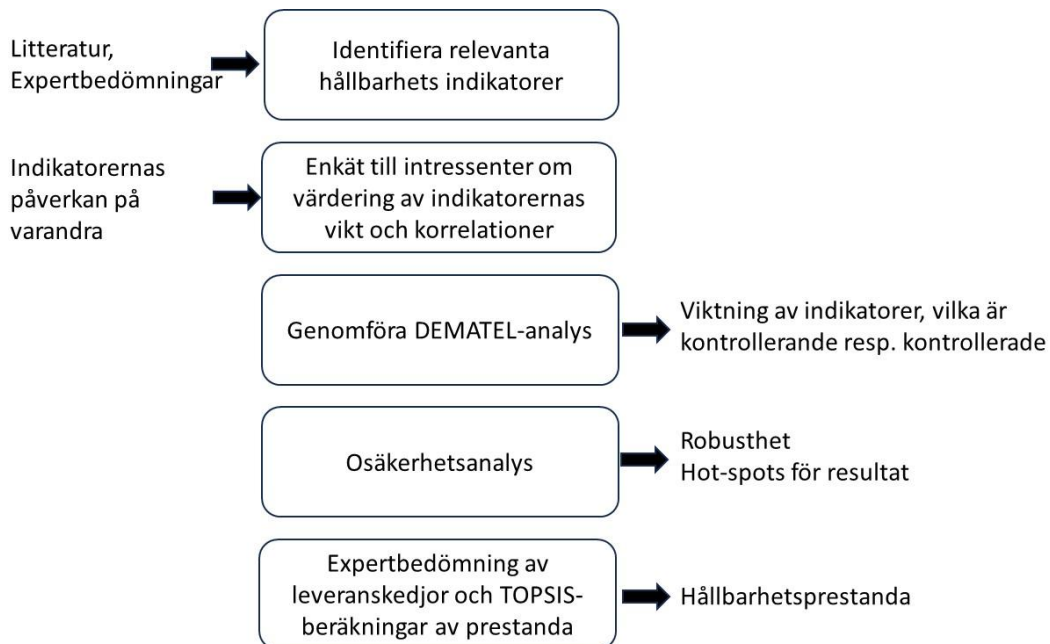 Litteratur,
Expertbedömningar
Identifiera relevanta
hållbarhets indikatorer
Indikatorernas
påverkan på
varandra
Enkät till intressenter om
värdering av indikatorernas
vikt och korrelationer
Genomföra DEMATEL-analys
Viktning av indikatorer, vilka är
kontrollerande resp. kontrollerade
Osäkerhetsanalys
Robusthet
Hot-spots för resultat
Expertbedömning av
leveranskedjor och TOPSIS-
beräkningar av prestanda
Hållbarhetsprestanda